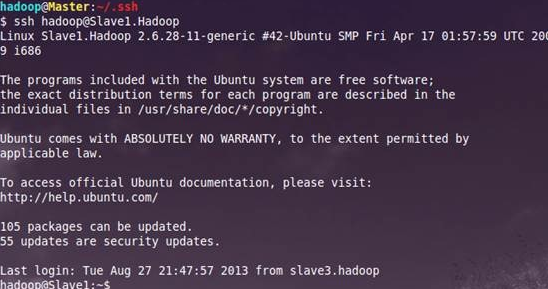 hadoop@Master:~/.ssh
$ ssh hadoop@Slave1.Hadoop
Linux Slave1.Hadoop 2.6.28-11-generic #42-Ubuntu SMP Fri Apr 17 01:57:59 UTC 200
9 i686
The programs included with the Ubuntu system are free software;
the exact distribution terms for each program are described in the
individual files in /usr/share/doc/*/copyright.
Ubuntu comes with ABSOLUTELY NO WARRANTY, to the extent permitted by
applicable law.
To access official Ubuntu documentation, please visit:
http://help.ubuntu.com/
105 packages can be updated.
55 updates are security updates.
Last login: Tue Aug 27 21:47:57 2013 from slave3.hadoop
hadoop@Slave1:~$